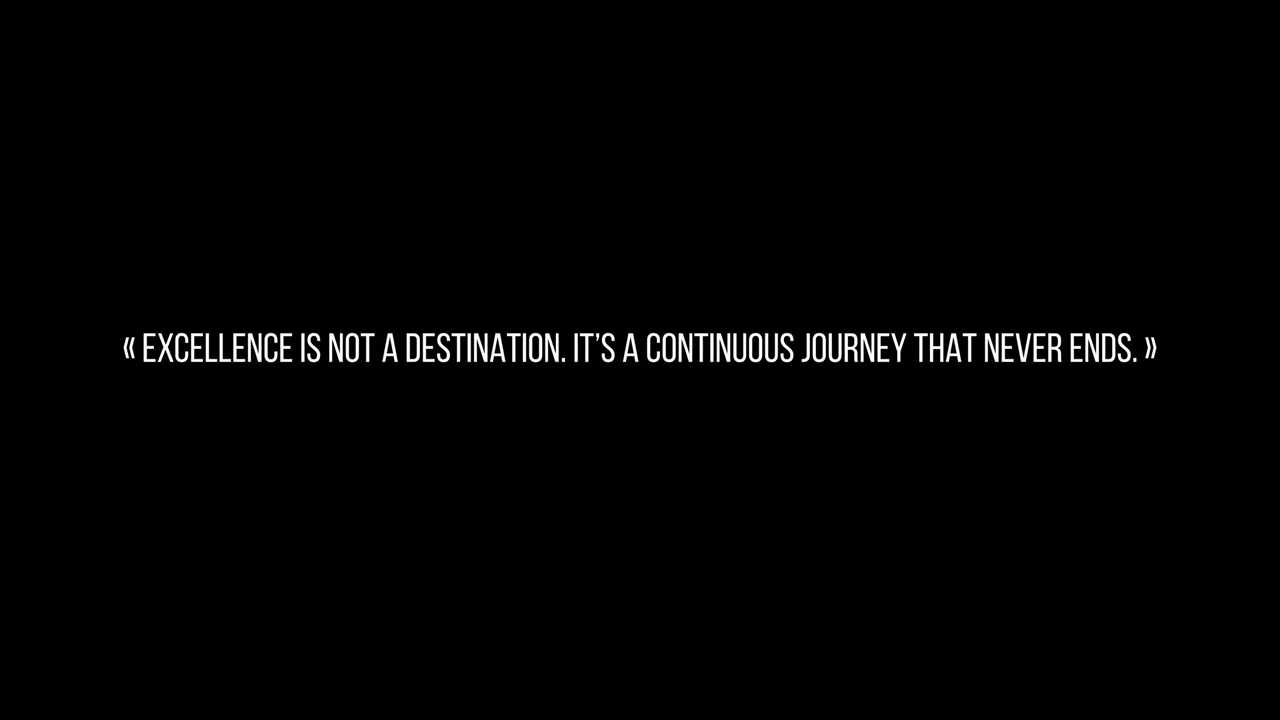 « EXCELLENCE IS NOT A DESTINATION. IT’S A CONTINUOUS JOURNEY THAT NEVER ENDS. »